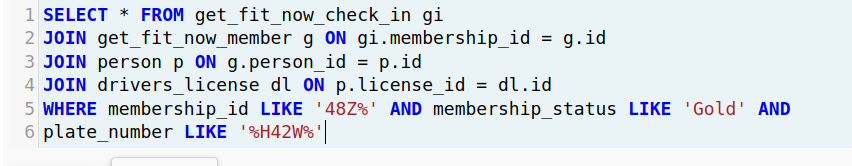 1 SELECT * FROM get_fit_now_check_in gi
2 JOIN get_fit_now_member g ON gi.membership_id = g.id
3 JOIN person p ON g.person_id = p.id
4 JOIN drivers_license dl ON p.license_id = dl.id
5 WHERE membership_id LIKE '48Z%' AND membership_status LIKE 'Gold' AND
6 plate_number LIKE '%H42W%'